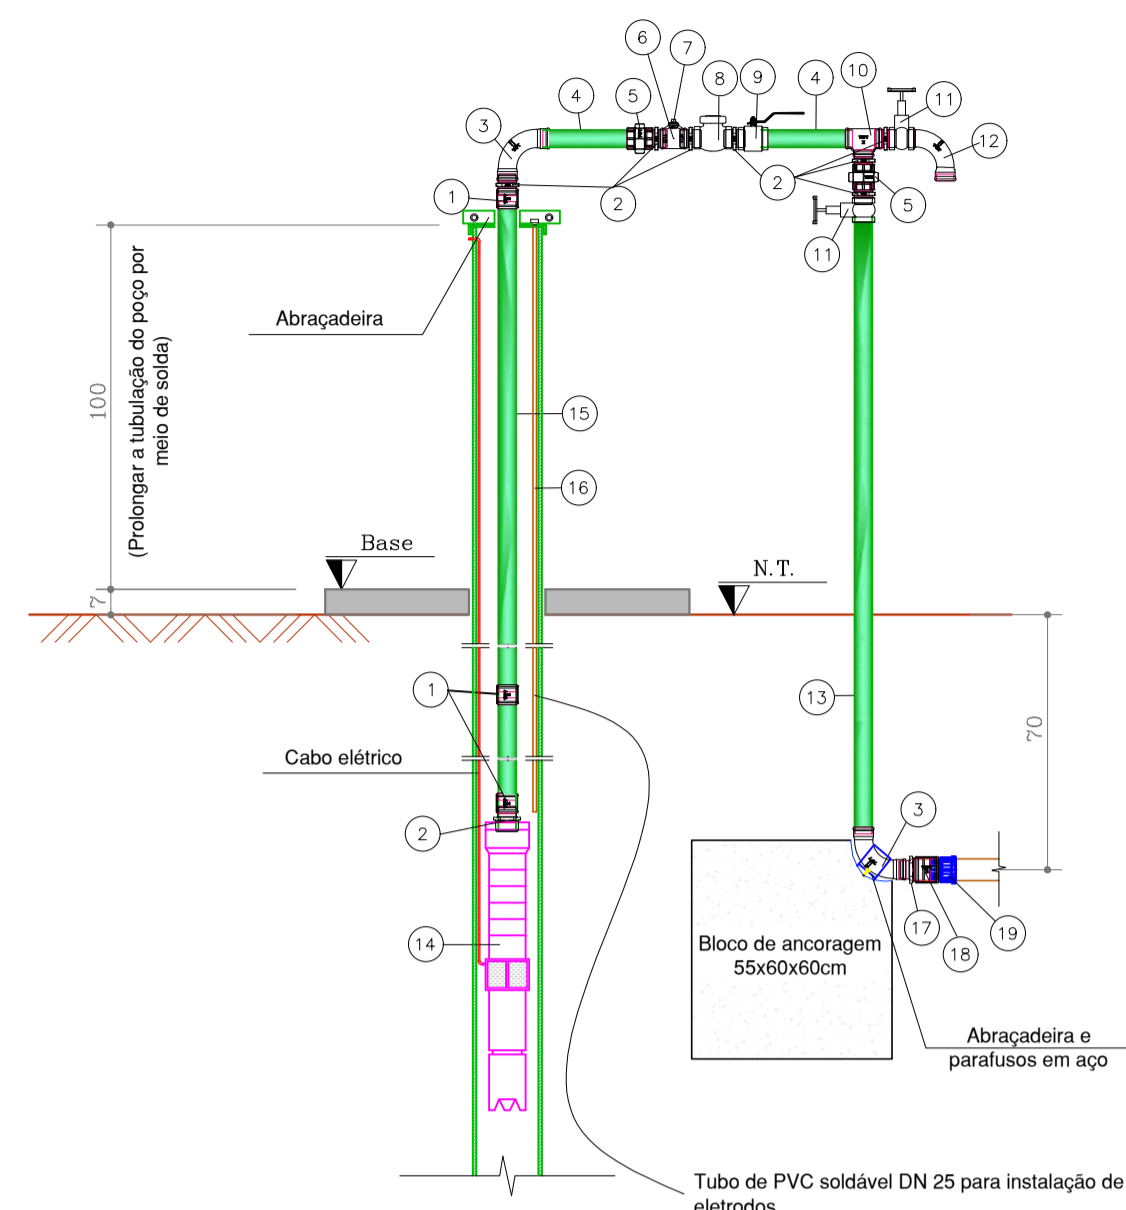 6
7
8
9
10
11
4
5
4
3
12
1
2
2
5
11
Abraçadeira
100
(Prolongar a tubulação do poço por
meio de solda)
15
16
Base
N.T.
7
1
13
70
Cabo elétrico
3
2
14
Bloco de ancoragem
55x60x60cm
17
18
19
Abraçadeira e
parafusos em aço
Tubo de PVC soldável DN 25 para instalação de
eletrodos